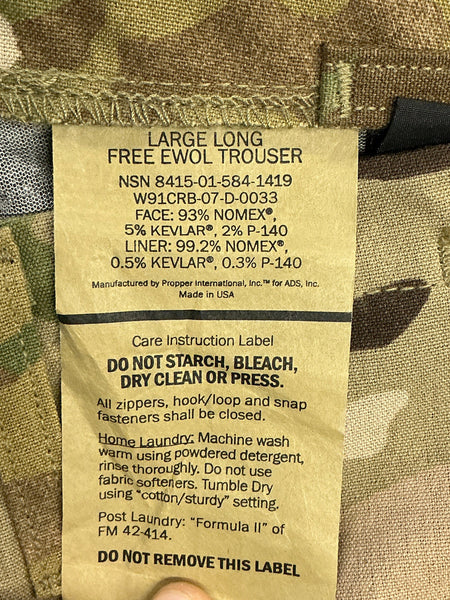 LARGE LONG
FREE EWOL TROUSER
NSN 8415-01-584-1419
W91CRB-07-D-0033
FACE: 93% NOMEX®,
5% KEVLAR®, 2% P-140
LINER: 99.2% NOMEX®,
0.5% KEVLAR®, 0.3% P-140
Manufactured by Propper International, Inc.™ for ADS, Inc.
Made in USA
Care Instruction Label
DO NOT STARCH, BLEACH,
DRY CLEAN OR PRESS.
All zippers, hook/loop and snap
fasteners shall be closed.
Home Laundry: Machine wash
warm using powdered detergent,
rinse thoroughly. Do not use
fabric softeners. Tumble Dry
using "cotton/sturdy" setting.
Post Laundry: "Formula II" of
FM 42-414.
DO NOT REMOVE THIS LABEL